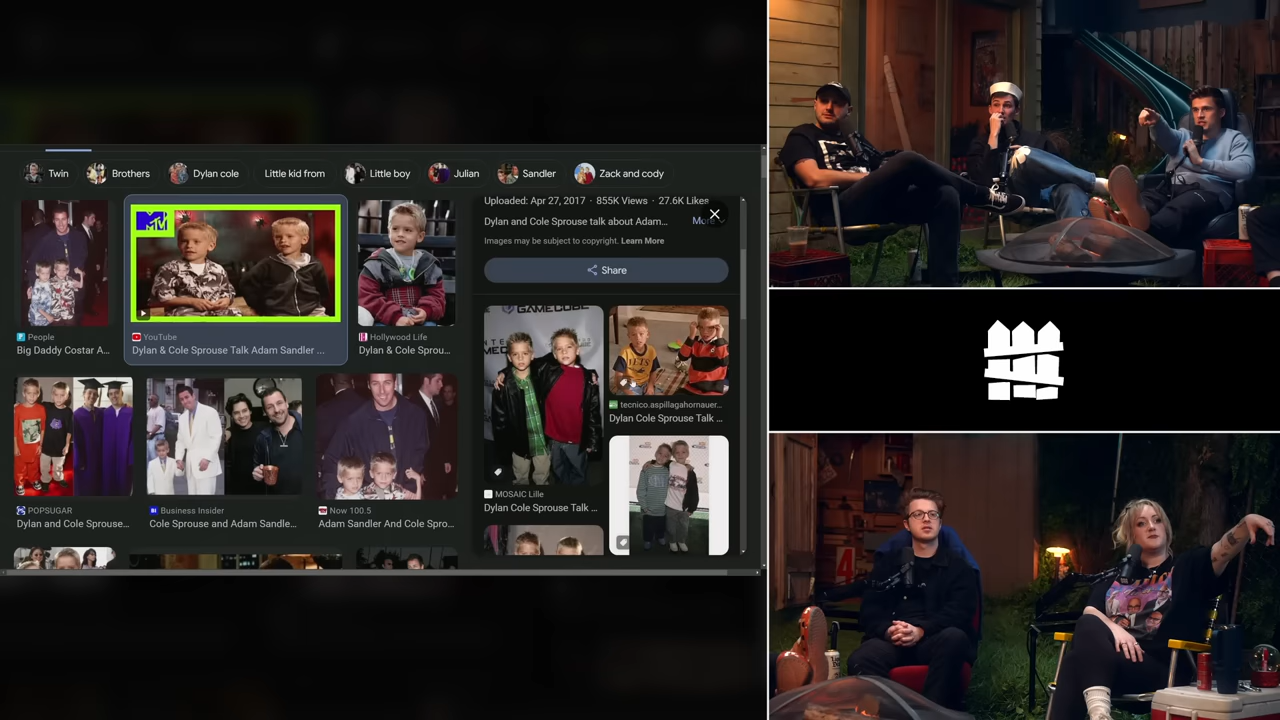 Twin
Brothers
Dylan cole
Little kid from
Little boy
Julian
Sandler
Zack and cody
Uploaded: Apr 27, 2017 · 855K Views · 27.6K Likes
Dylan and Cole Sprouse talk about Adam...
Images may be subject to copyright. Learn More
Share
People
Big Daddy Costar A...
YouTube
Dylan & Cole Sprouse Talk Adam Sandler ...
Hollywood Life
Dylan & Cole Sprou...
POPSUGAR
Dylan and Cole Sprouse...
Business Insider
Cole Sprouse and Adam Sandle...
Now 100.5
Adam Sandler And Cole Spro...
GAMECUBE
MOSAIC Lille
Dylan Cole Sprouse Talk ...
tecnico.aspillagahornauer...
Dylan Cole Sprouse Talk ...
4